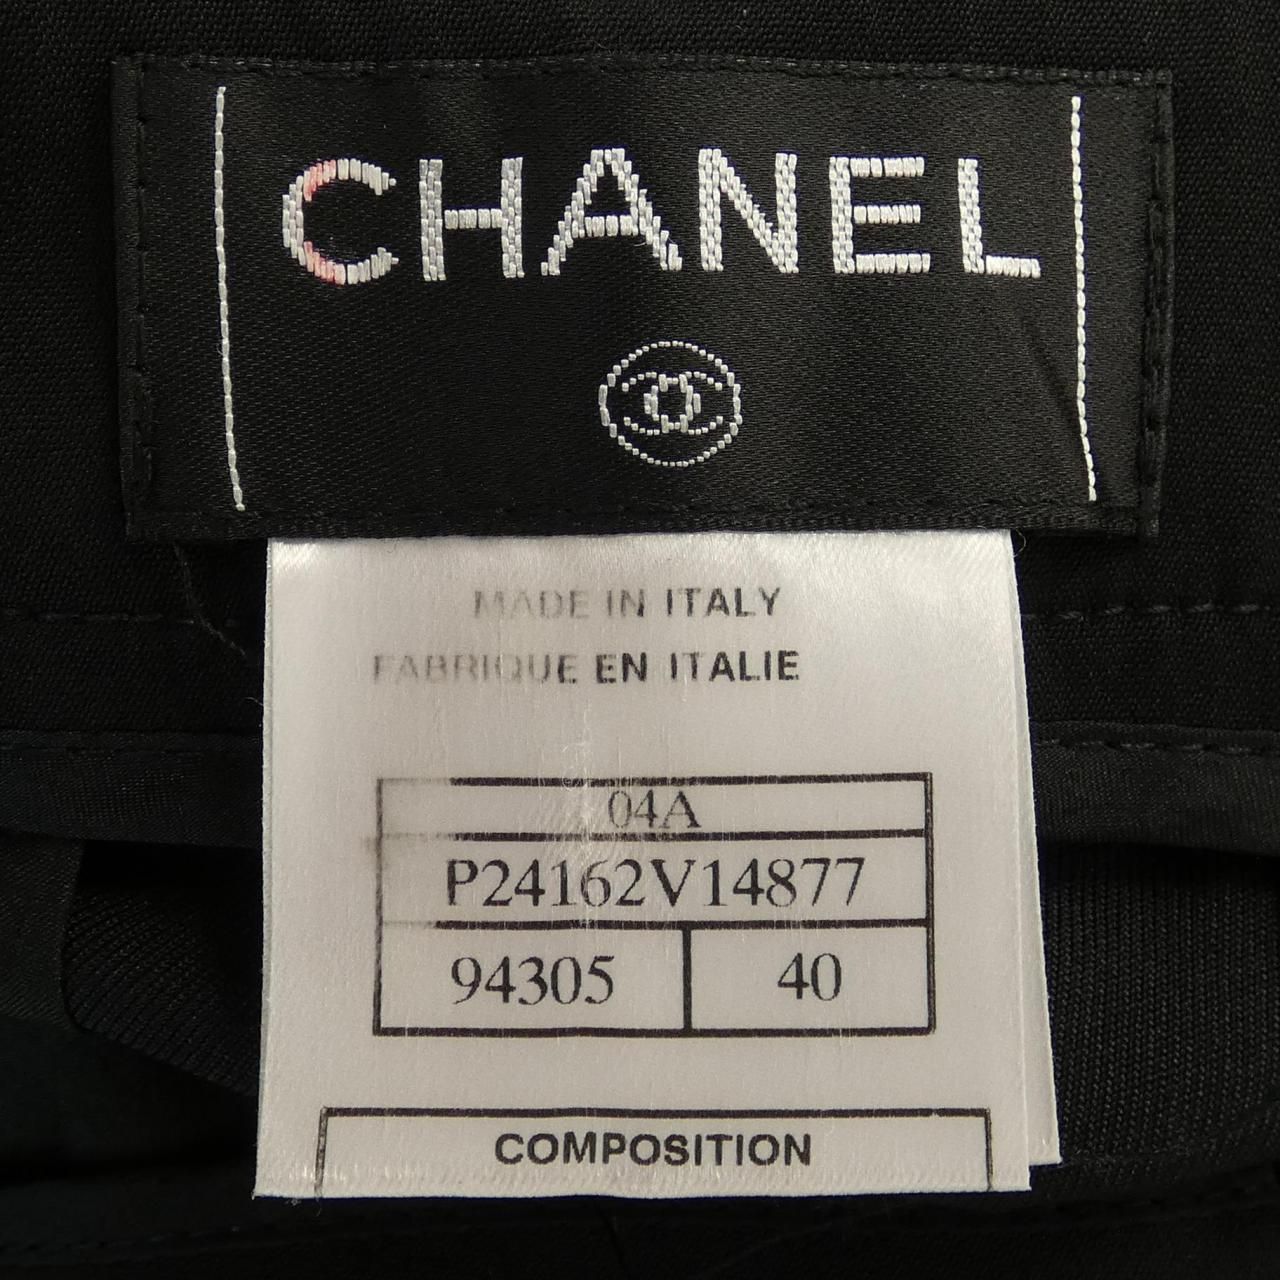 CHANEL
MADE IN ITALY
FABRIQUE EN ITALIE
04A
P24162V14877
94305 40
COMPOSITION